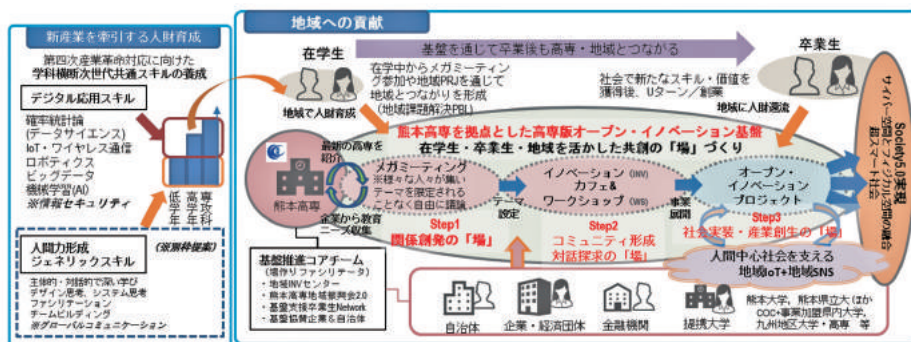 新産業を牽引する人財育成
第四次産業革命対応に向けた
学科横断次世代共通スキルの養成
デジタル応用スキル
確率統計論
(データサイエンス)
IoT・ワイヤレス通信
ロボティクス
ビッグデータ
機械学習(AI)
※情報セキュリティ
低学年
高学年
専攻科
人間力形成
ジェネリックスキル
(※別枠提案)
主体的・対話的で深い学び
デザイン思考、システム思考
ファシリテーション
チームビルディング
※グローバルコミュニケーション
地域への貢献
在学生
基盤を通じて卒業後も高専・地域とつながる
卒業生
在学中からメガミーティン
グ参加や地域PRJを通じて
地域とつながりを形成
(地域課題解決PBL)
社会で新たなスキル・価値を
獲得後、Uターン／創業
地域で人財育成
地域に人財還流
熊本高専を拠点とした高専版オープン・イノベーション基盤
在学生・卒業生・地域を活かした共創の「場」づくり
最新の高専を
紹介
熊本高専
企業から教育
ニーズ収集
メガミーティング
※様々な人々が集い
テーマを限定される
ことなく自由に議論
テーマ
設定
イノベーション(INV)
カフェ&
ワークショップ(WS)
事業
展開
オープン・
イノベーション
プロジェクト
Step1
関係創発の「場」
Step2
コミュニティ形成
対話探求の「場」
Step3
社会実装・産業創生の「場」
人間中心社会を支える
地域IoT+地域SNS
Society5.0実現
サイバー空間とフィジカル空間の融合
超スマート社会
基盤推進コアチーム
(場作りファシリテータ)
・地域INVセンター
・熊本高専地域振興会2.0
・基盤支援卒業生Network
・基盤協賛企業&自治体
自治体
企業・経済団体
金融機関
提携大学
熊本大学，熊本県立大(ほか
COC+事業加盟県内大学,
九州地区大学・高専　等